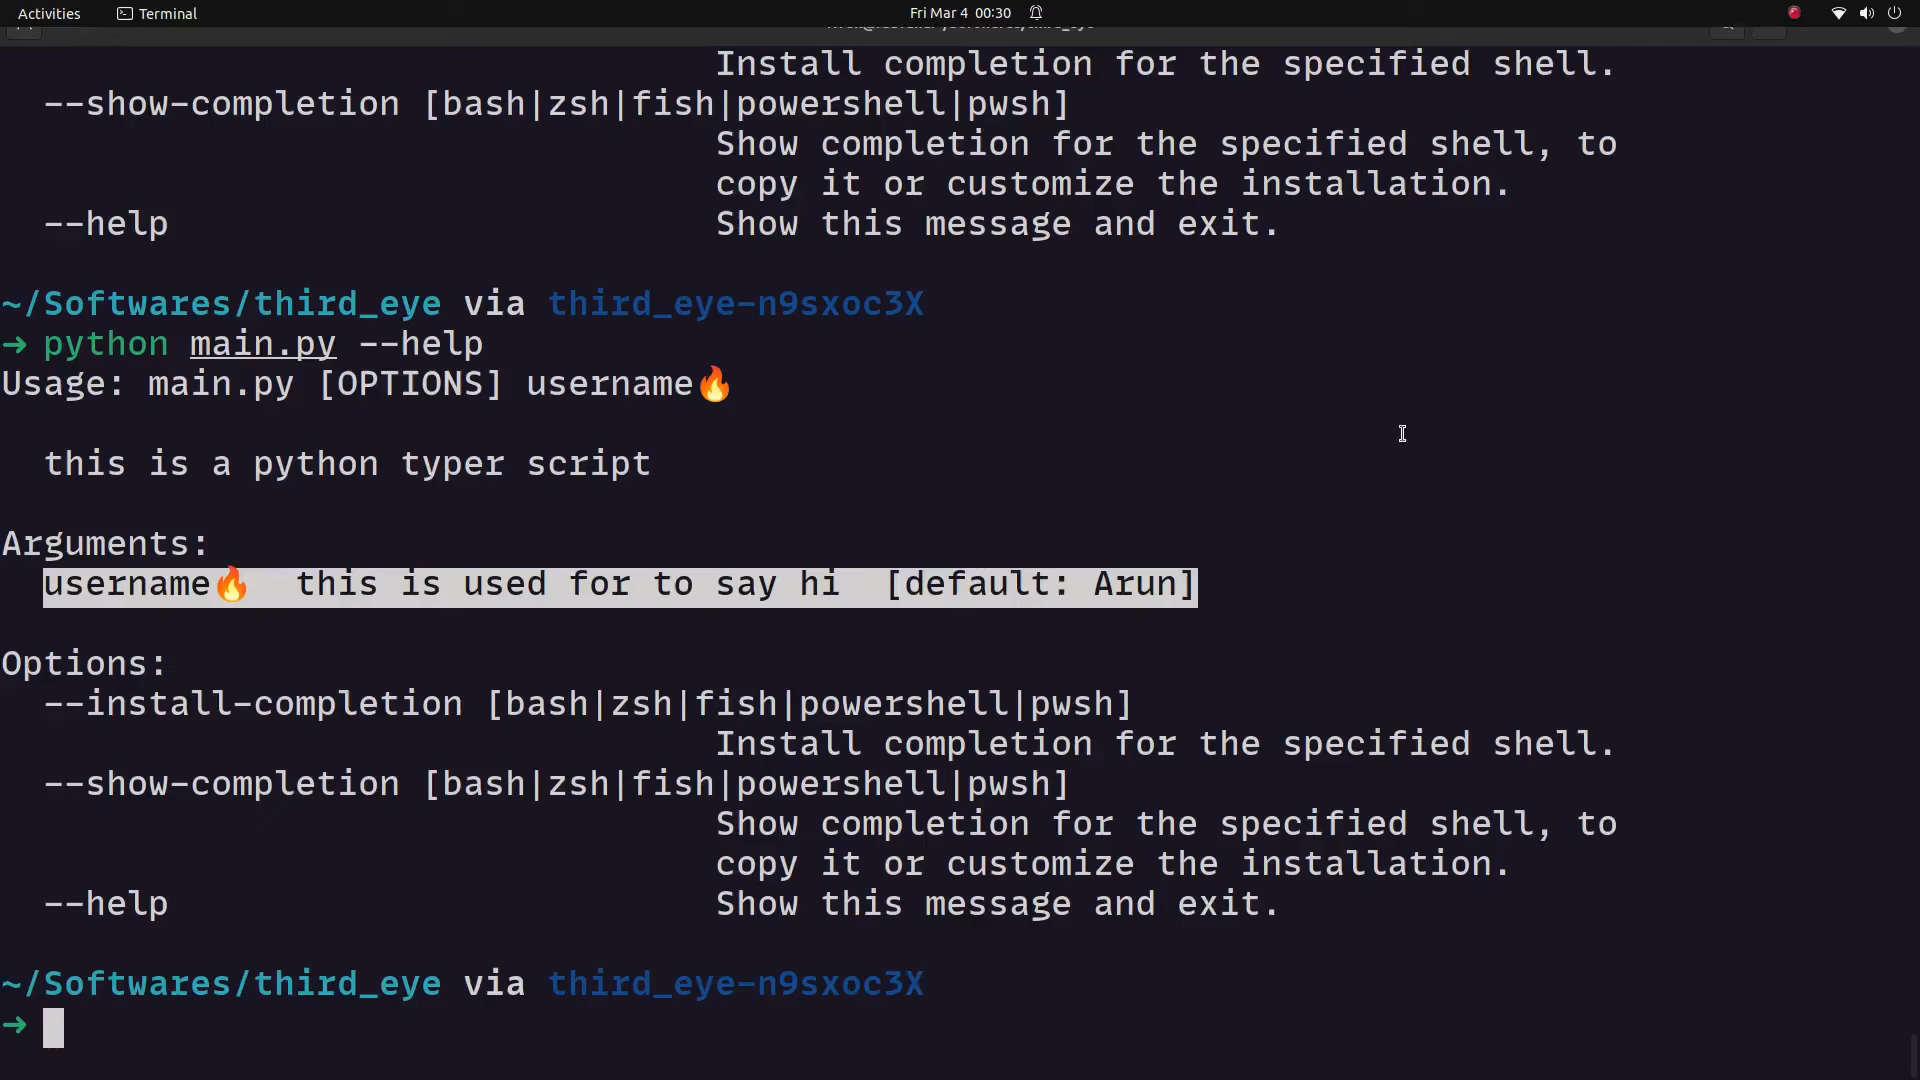 Activities Terminal Fri Mar 4 00:30
Install completion for the specified shell.
--show-completion [bash|zsh|fish|powershell|pwsh]
Show completion for the specified shell, to
copy it or customize the installation.
--help Show this message and exit.
~/Softwares/third_eye via third_eye-n9sxoc3X
➜ python main.py --help
Usage: main.py [OPTIONS] username🔥
this is a python typer script
Arguments:
username🔥 this is used for to say hi [default: Arun]
Options:
--install-completion [bash|zsh|fish|powershell|pwsh]
Install completion for the specified shell.
--show-completion [bash|zsh|fish|powershell|pwsh]
Show completion for the specified shell, to
copy it or customize the installation.
--help Show this message and exit.
~/Softwares/third_eye via third_eye-n9sxoc3X
➜